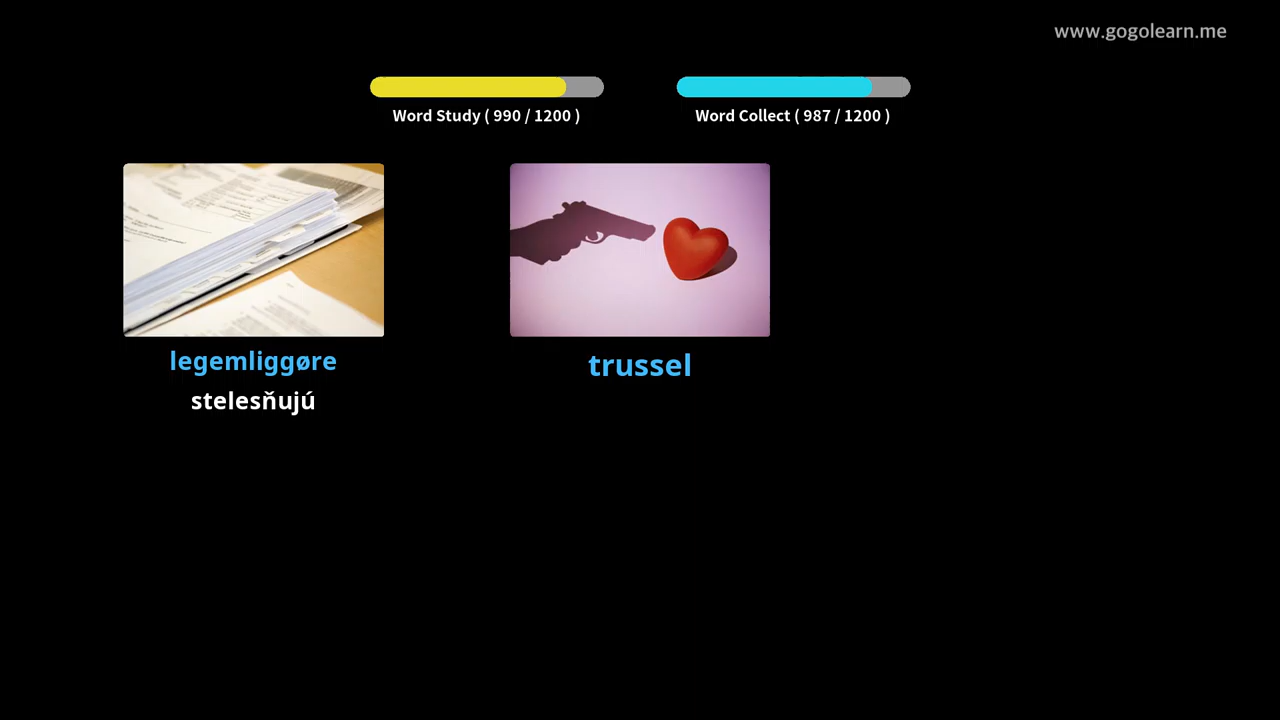 www.gogolearn.me
Word Study ( 990 / 1200 )
Word Collect ( 987 / 1200 )
legemliggøre
stelesňujú
trussel